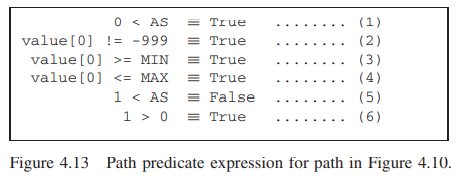 0 < AS ≡ True ........ (1)
value[0] != -999 ≡ True ........ (2)
value[0] >= MIN ≡ True ........ (3)
value[0] <= MAX ≡ True ........ (4)
1 < AS ≡ False ........ (5)
1 > 0 ≡ True ........ (6)
Figure 4.13 Path predicate expression for path in Figure 4.10.